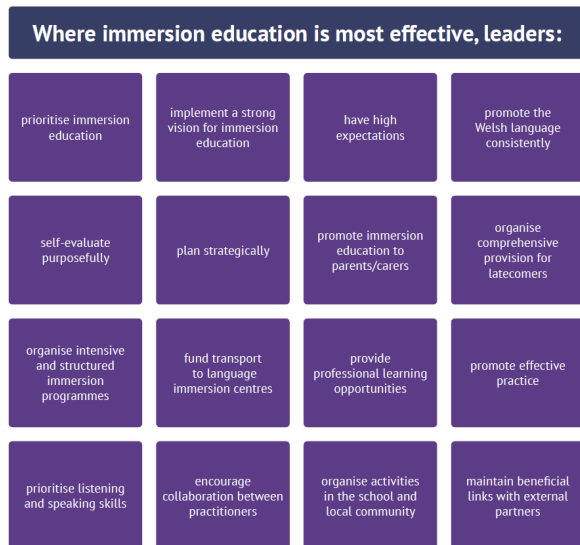 Where immersion education is most effective, leaders:
prioritise immersion
education
implement a strong
vision for immersion
education
have high
expectations
promote the
Welsh language
consistently
self-evaluate
purposefully
plan strategically
promote immersion
education to
parents/carers
organise
comprehensive
provision for
latecomers
organise intensive
and structured
immersion
programmes
fund transport
to language
immersion centres
provide
professional learning
opportunities
promote effective
practice
prioritise listening
and speaking skills
encourage
collaboration between
practitioners
organise activities
in the school and
local community
maintain beneficial
links with external
partners